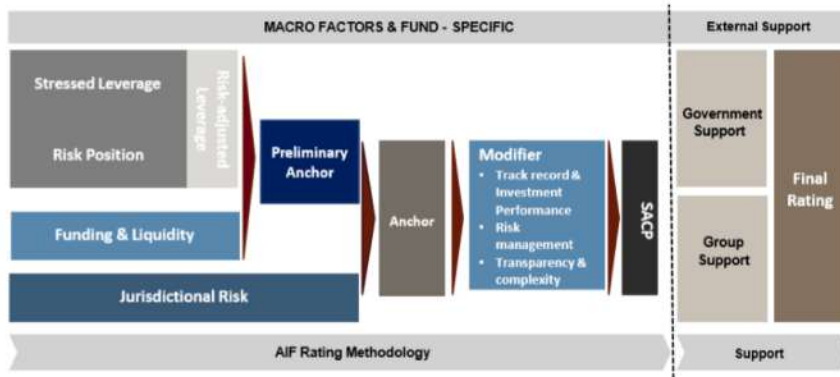 MACRO FACTORS & FUND - SPECIFIC
External Support
Stressed Leverage
Risk Position
Risk-adjusted
Leverage
Funding & Liquidity
Jurisdictional Risk
Preliminary
Anchor
Anchor
Modifier
• Track record &
Investment
Performance
• Risk
management
• Transparency &
complexity
SACP
Government
Support
Group
Support
Final
Rating
AIF Rating Methodology
Support